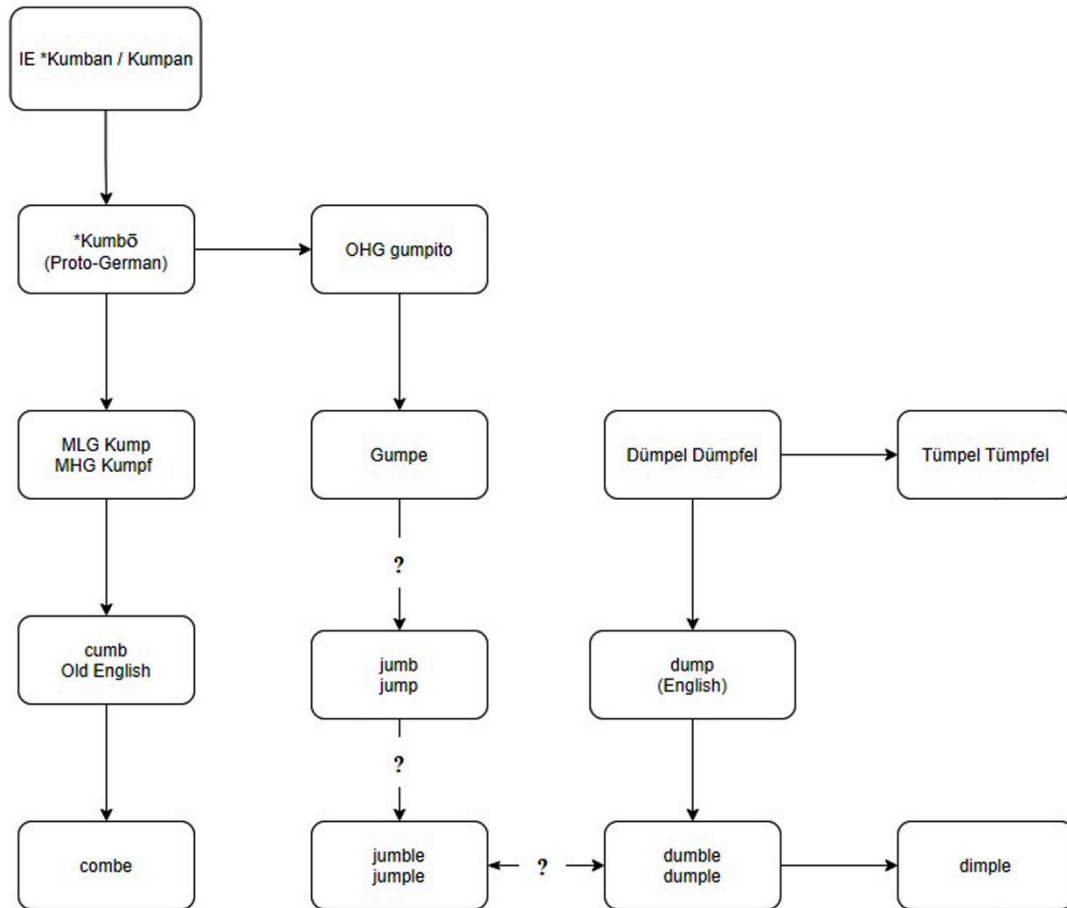 IE *Kumban / Kumpan
*Kumbō
(Proto-German)
OHG gumpito
MLG Kump
MHG Kumpf
Gumpe
Dümpel Dümpfel
Tümpel Tümpfel
?
cumb
Old English
jumb
jump
dump
(English)
?
combe
jumble
jumple
?
dumble
dumple
dimple